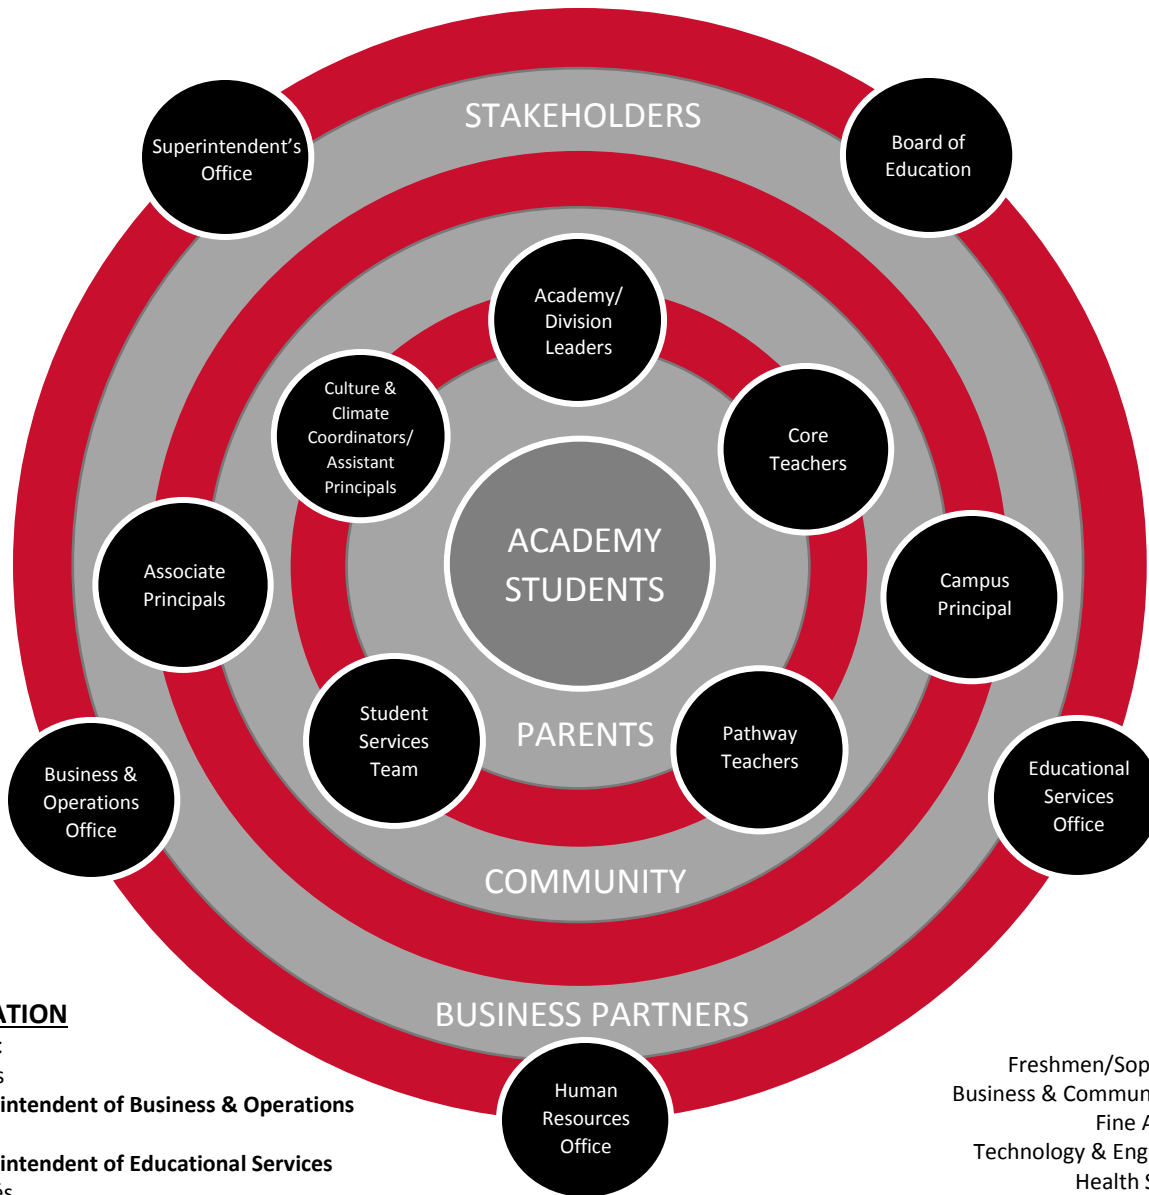 STAKEHOLDERS
Superintendent's
Office
Board of
Education
Academy/
Division
Leaders
Culture &
Climate
Coordinators/
Assistant
Principals
Core
Teachers
ACADEMY
STUDENTS
Associate
Principals
Campus
Principal
Student
Services
Team
PARENTS
Pathway
Teachers
Business &
Operations
Office
Educational
Services
Office
COMMUNITY
BUSINESS PARTNERS
Human
Resources
Office
ATION
s
intendent of Business & Operations
intendent of Educational Services
Freshmen/Sop
Business & Commun
Fine A
Technology & Eng
Health S